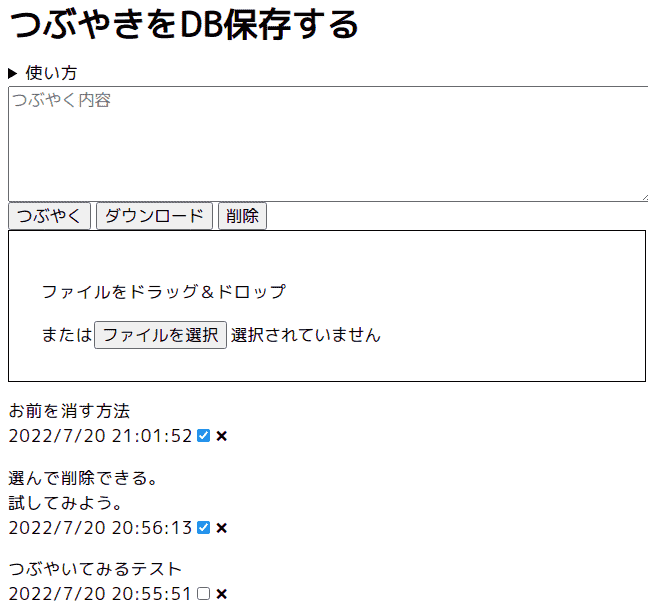 つぶやきをDB保存する
▶ 使い方
つぶやく内容
つぶやく ダウンロード 削除
ファイルをドラッグ＆ドロップ
またはファイルを選択 選択されていません
お前を消す方法
2022/7/20 21:01:52 ☑ ×
選んで削除できる。
試してみよう。
2022/7/20 20:56:13 ☑ ×
つぶやいてみるテスト
2022/7/20 20:55:51 ☐ ×